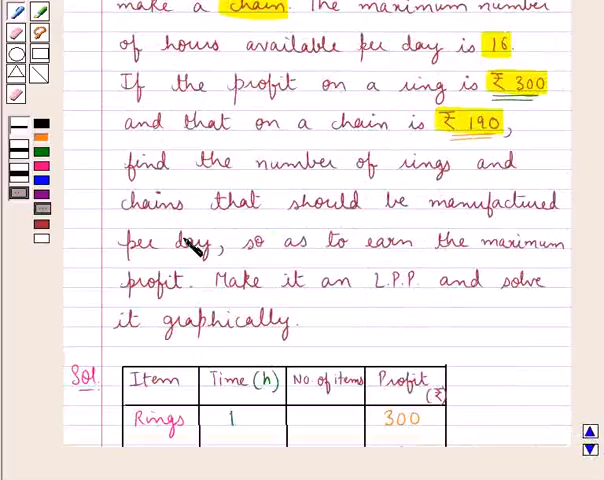 make a chain. The maximum number
of hours available per day is 16.
If the profit on a ring is ₹ 300
and that on a chain is ₹ 190,
find the number of rings and
chains that should be manufactured
per day, so as to earn the maximum
profit. Make it an L.P.P. and solve
it graphically.
Sol. Item Time (h) No. of items Profit (₹)
Rings 1 300